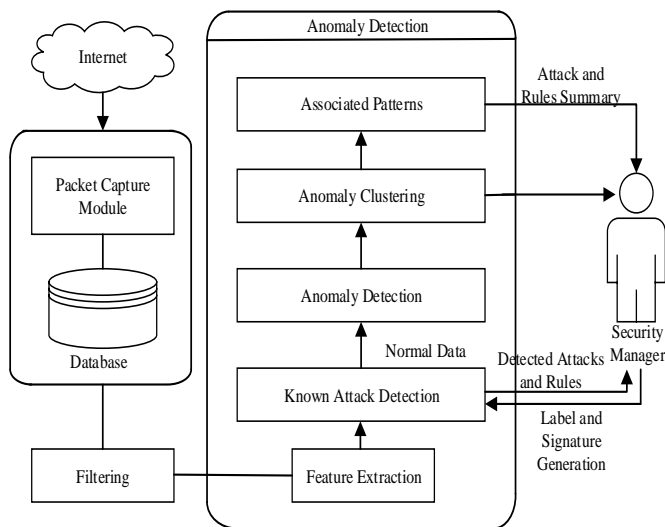 Anomaly Detection
Internet
Packet Capture
Module
Database
Filtering
Associated Patterns
Anomaly Clustering
Anomaly Detection
Normal Data
Known Attack Detection
Feature Extraction
Attack and
Rules Summary
Security
Manager
Detected Attacks
and Rules
Label and
Signature
Generation